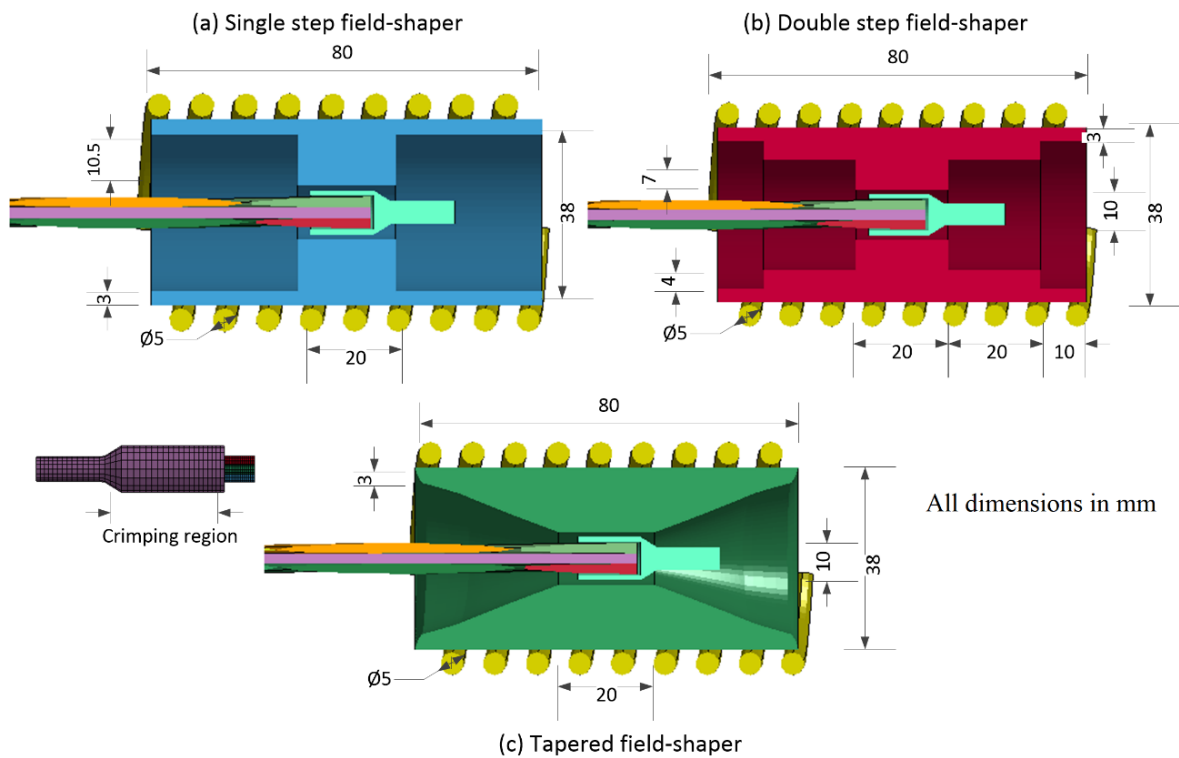 (a) Single step field-shaper
80
10.5
38
3
Ø5
20
(b) Double step field-shaper
80
3
7
10
38
4
Ø5
20
20
10
80
3
Crimping region
10
38
All dimensions in mm
Ø5
20
(c) Tapered field-shaper